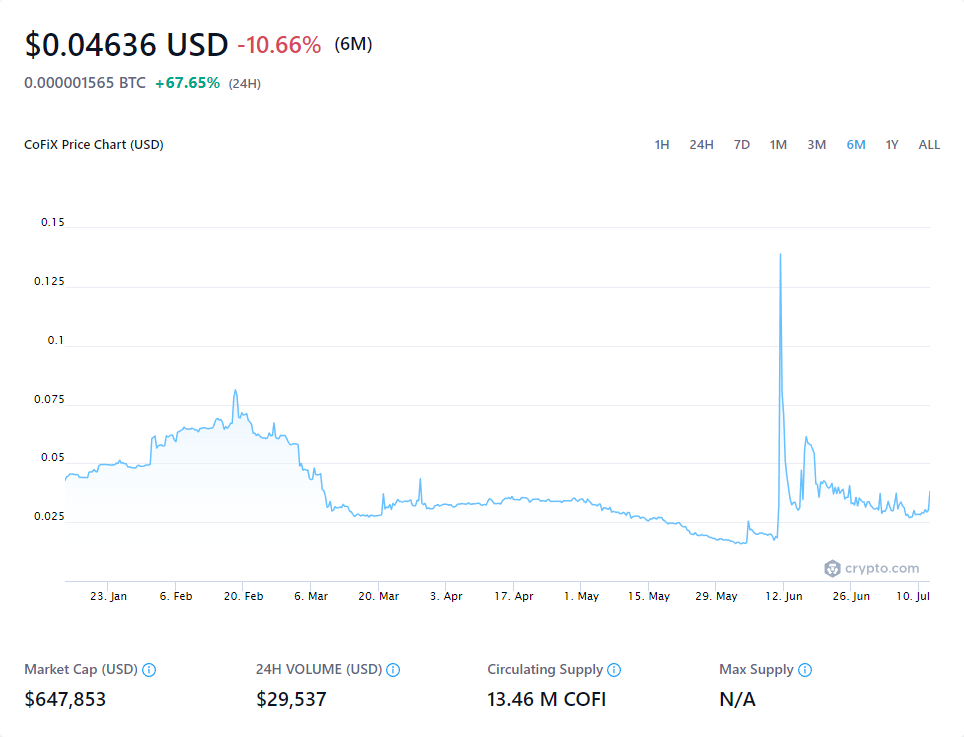 $0.04636 USD -10.66% (6M)
0.000001565 BTC +67.65% (24H)
CoFiX Price Chart (USD) 1H 24H 7D 1M 3M 6M 1Y ALL
0.15
0.125
0.1
0.075
0.05
0.025
crypto.com
23. Jan 6. Feb 20. Feb 6. Mar 20. Mar 3. Apr 17. Apr 1. May 15. May 29. May 12. Jun 26. Jun 10. Jul
Market Cap (USD) 24H VOLUME (USD) Circulating Supply Max Supply
$647,853 $29,537 13.46 M COFI N/A